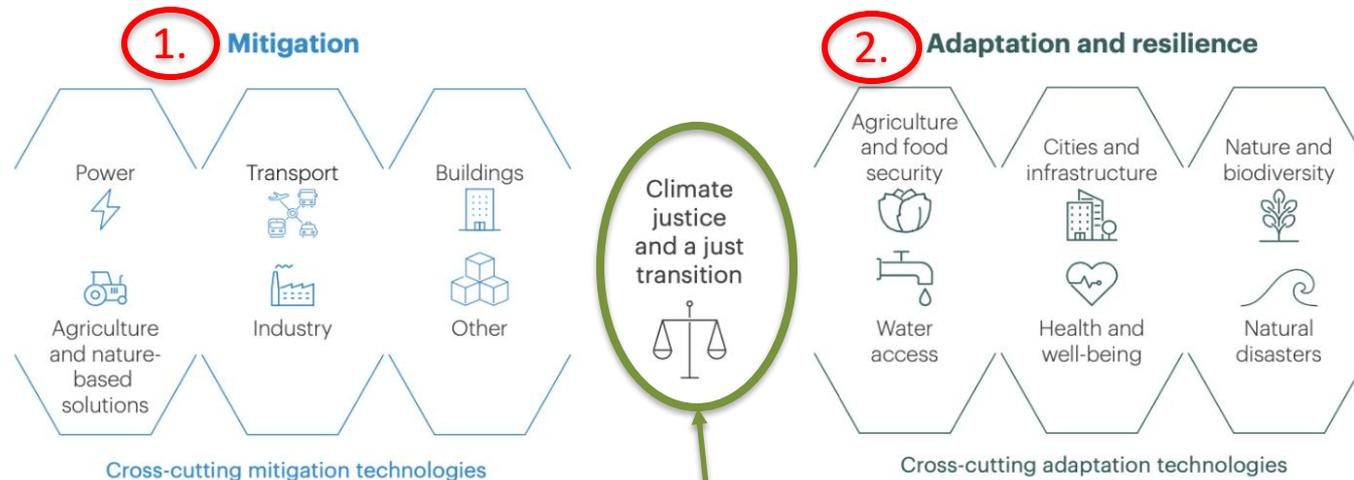 1. Mitigation
Power
Transport
Buildings
Agriculture
and nature-
based
solutions
Industry
Other
Cross-cutting mitigation technologies
Climate
justice
and a just
transition
2. Adaptation and resilience
Agriculture
and food
security
Cities and
infrastructure
Nature and
biodiversity
Water
access
Health and
well-being
Natural
disasters
Cross-cutting adaptation technologies